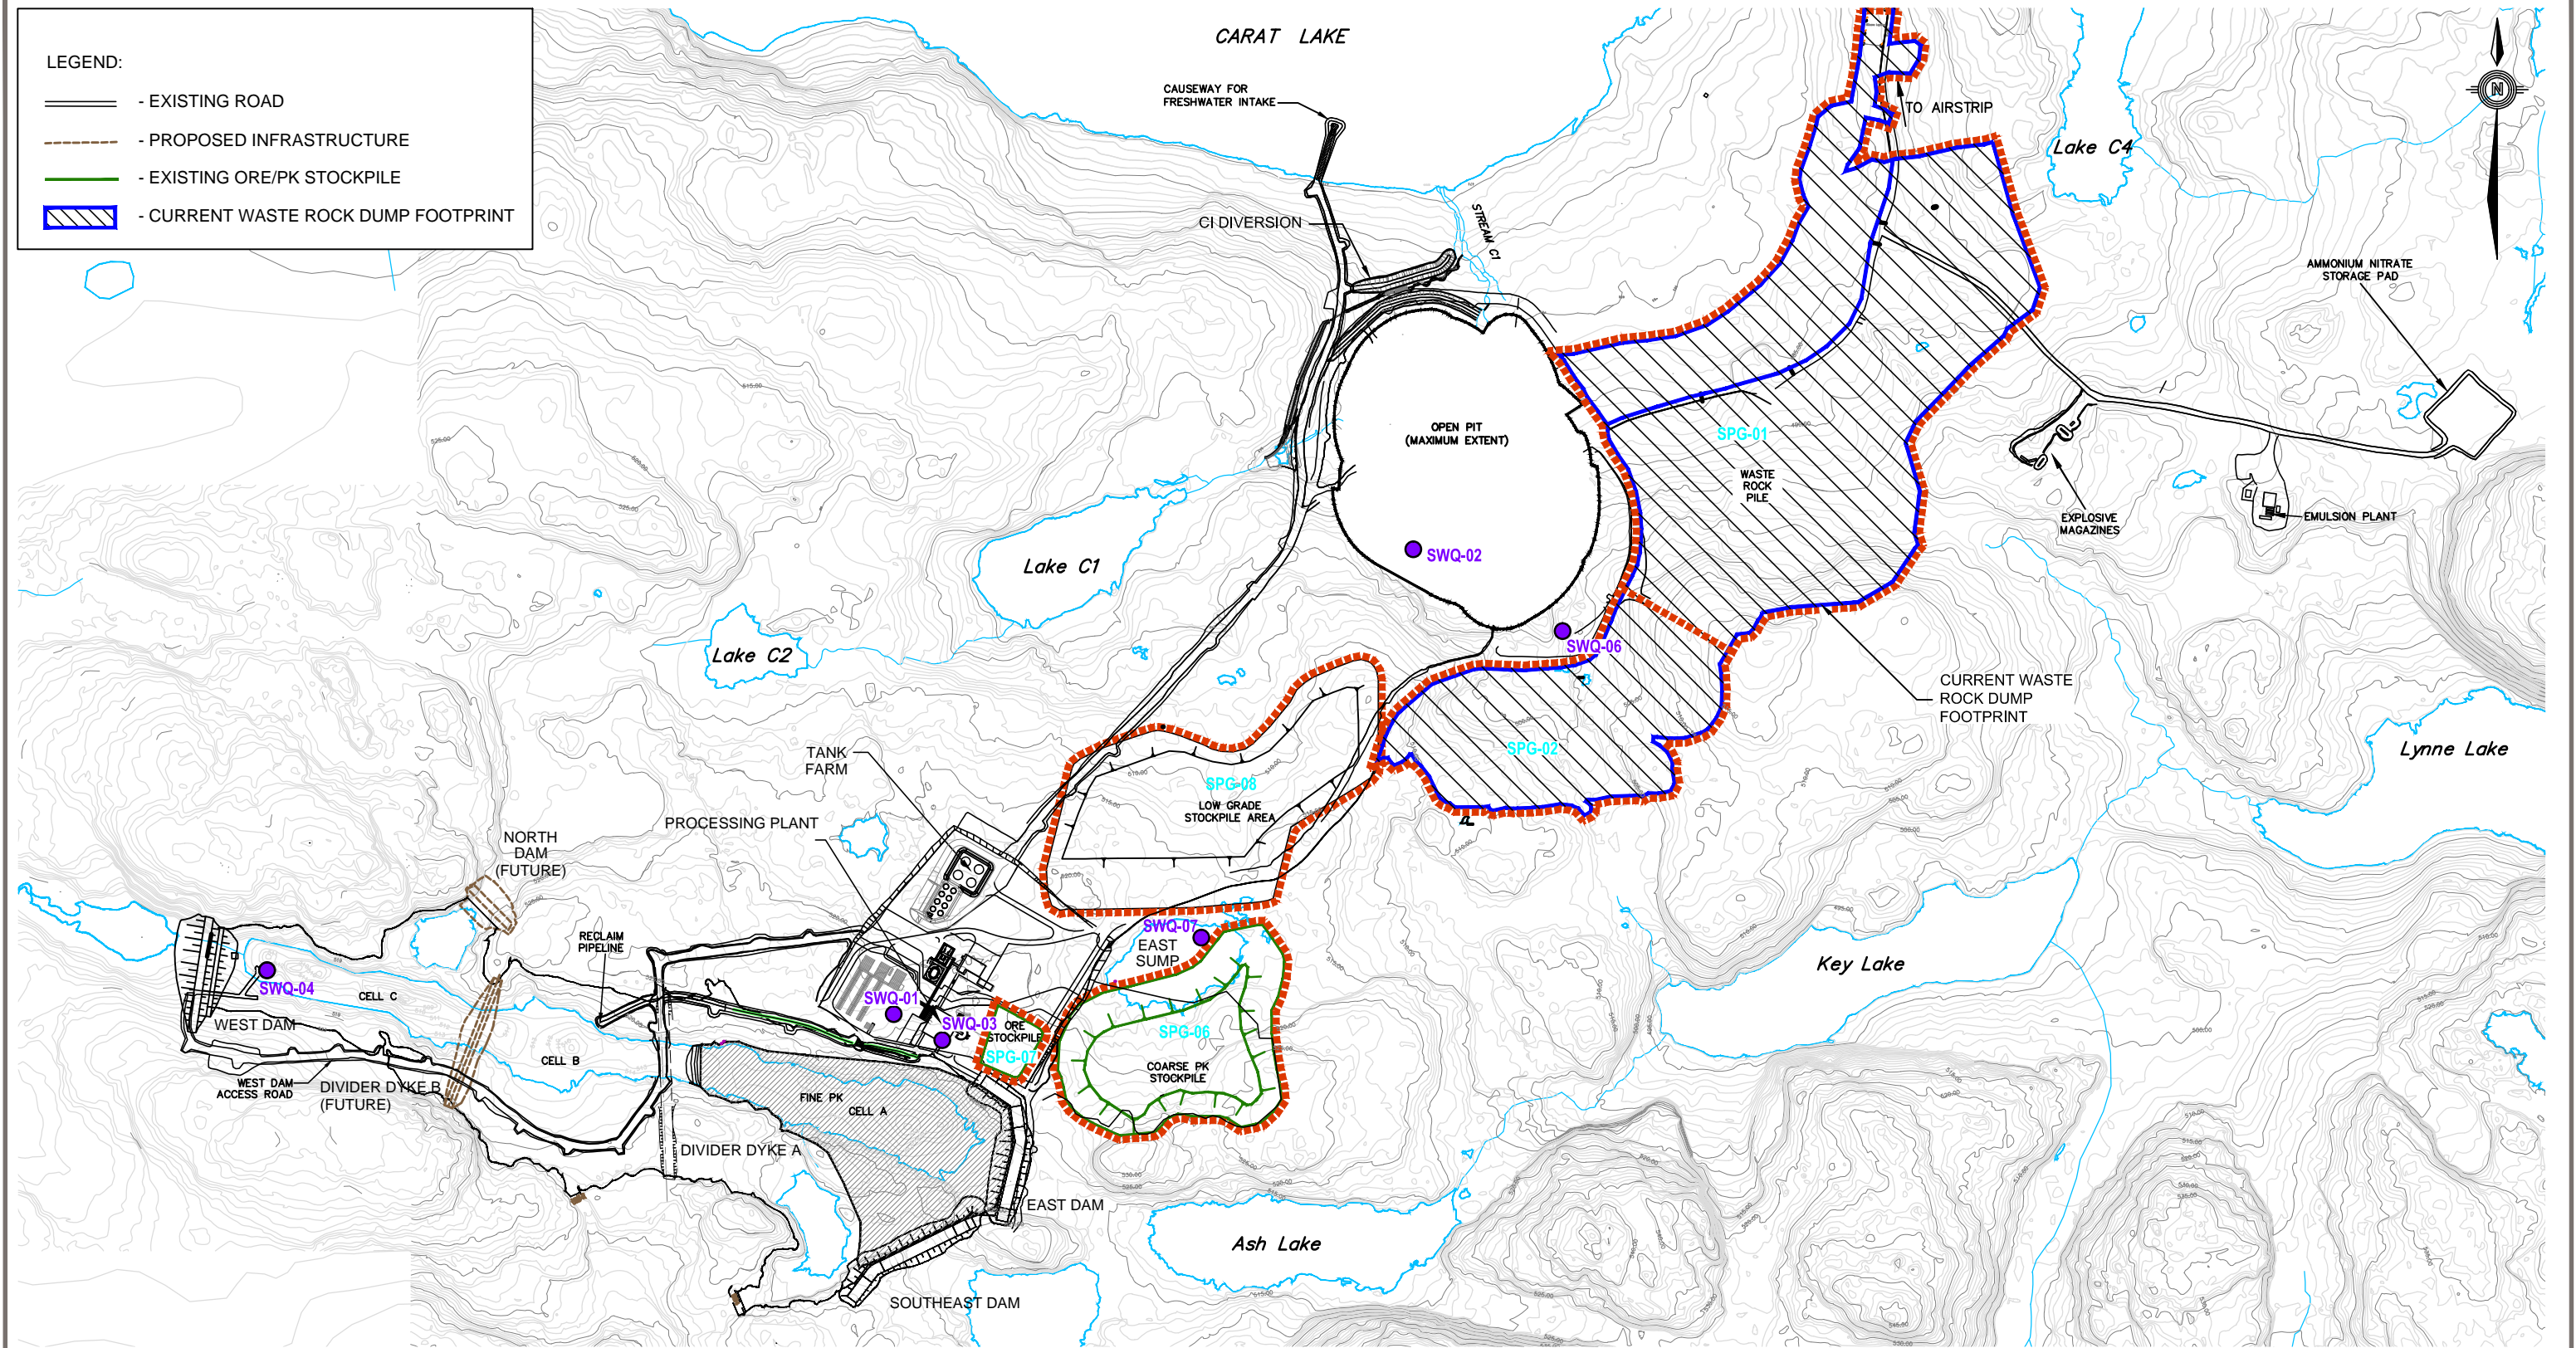 LEGEND:
- EXISTING ROAD
- PROPOSED INFRASTRUCTURE
- EXISTING ORE/PK STOCKPILE
- CURRENT WASTE ROCK DUMP FOOTPRINT
CARAT LAKE
CAUSEWAY FOR
FRESHWATER INTAKE
TO AIRSTRIP
Lake C4
N
CI DIVERSION
STREAM C1
AMMONIUM NITRATE
STORAGE PAD
OPEN PIT
(MAXIMUM EXTENT)
SPG-01
WASTE
ROCK
PILE
EXPLOSIVE
MAGAZINES
EMULSION PLANT
SWQ-02
Lake C1
Lake C2
SWQ-06
CURRENT WASTE
ROCK DUMP
FOOTPRINT
SPG-02
Lynne Lake
TANK
FARM
SPG-08
LOW GRADE
STOCKPILE AREA
PROCESSING PLANT
NORTH
DAM
(FUTURE)
RECLAIM
PIPELINE
SWQ-07
EAST
SUMP
Key Lake
SWQ-04
CELL C
WEST DAM
SWQ-01
SWQ-03
ORE
STOCKPILE
SPG-07
SPG-06
COARSE PK
STOCKPILE
CELL B
WEST DAM
ACCESS ROAD
DIVIDER DYKE B
(FUTURE)
FINE PK
CELL A
DIVIDER DYKE A
EAST DAM
Ash Lake
SOUTHEAST DAM